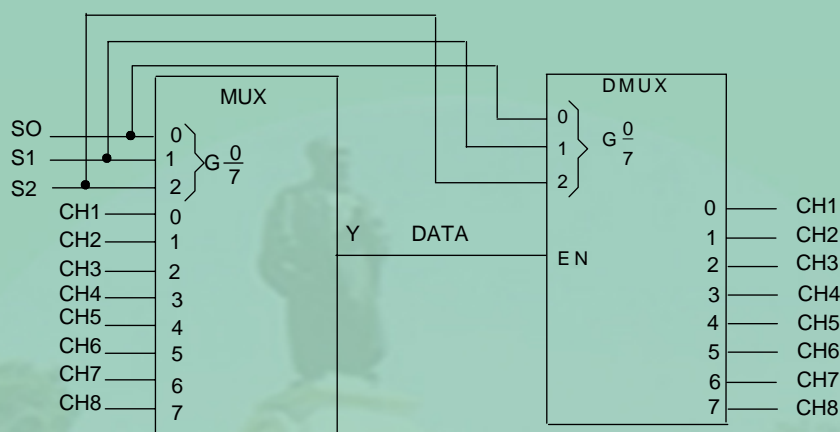 MUX
DMUX
SO
S1
S2
0
1
2
G 0/7
0
1
2
G 0/7
CH1
CH2
CH3
CH4
CH5
CH6
CH7
CH8
0
1
2
3
4
5
6
7
Y
DATA
EN
0
1
2
3
4
5
6
7
CH1
CH2
CH3
CH4
CH5
CH6
CH7
CH8